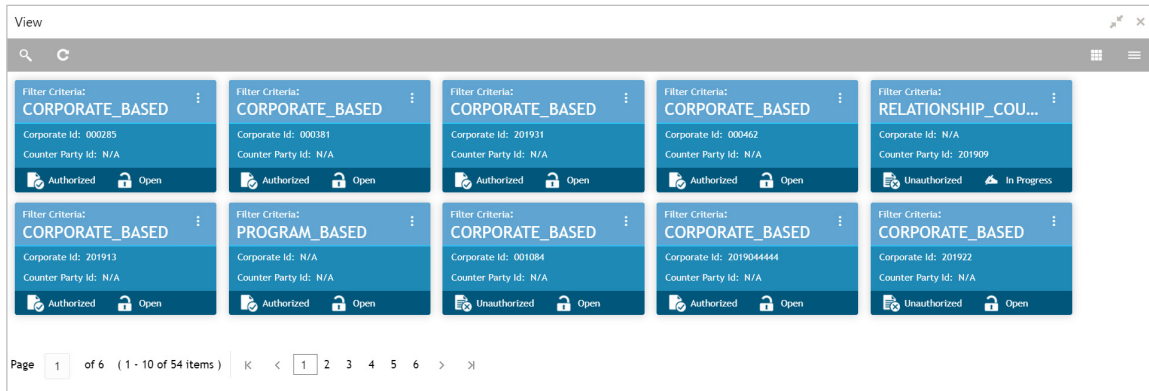 View
Filter Criteria:
CORPORATE_BASED
Corporate Id: 000285
Counter Party Id: N/A
Authorized Open
Filter Criteria:
CORPORATE_BASED
Corporate Id: 000381
Counter Party Id: N/A
Authorized Open
Filter Criteria:
CORPORATE_BASED
Corporate Id: 201931
Counter Party Id: N/A
Authorized Open
Filter Criteria:
CORPORATE_BASED
Corporate Id: 000462
Counter Party Id: N/A
Authorized Open
Filter Criteria:
RELATIONSHIP_COU...
Corporate Id: N/A
Counter Party Id: 201909
Unauthorized In Progress
Filter Criteria:
CORPORATE_BASED
Corporate Id: 201913
Counter Party Id: N/A
Authorized Open
Filter Criteria:
PROGRAM_BASED
Corporate Id: N/A
Counter Party Id: N/A
Authorized Open
Filter Criteria:
CORPORATE_BASED
Corporate Id: 001084
Counter Party Id: N/A
Unauthorized Open
Filter Criteria:
CORPORATE_BASED
Corporate Id: 2019044444
Counter Party Id: N/A
Authorized Open
Filter Criteria:
CORPORATE_BASED
Corporate Id: 201922
Counter Party Id: N/A
Unauthorized Open
Page 1 of 6 ( 1 - 10 of 54 items ) 1 2 3 4 5 6